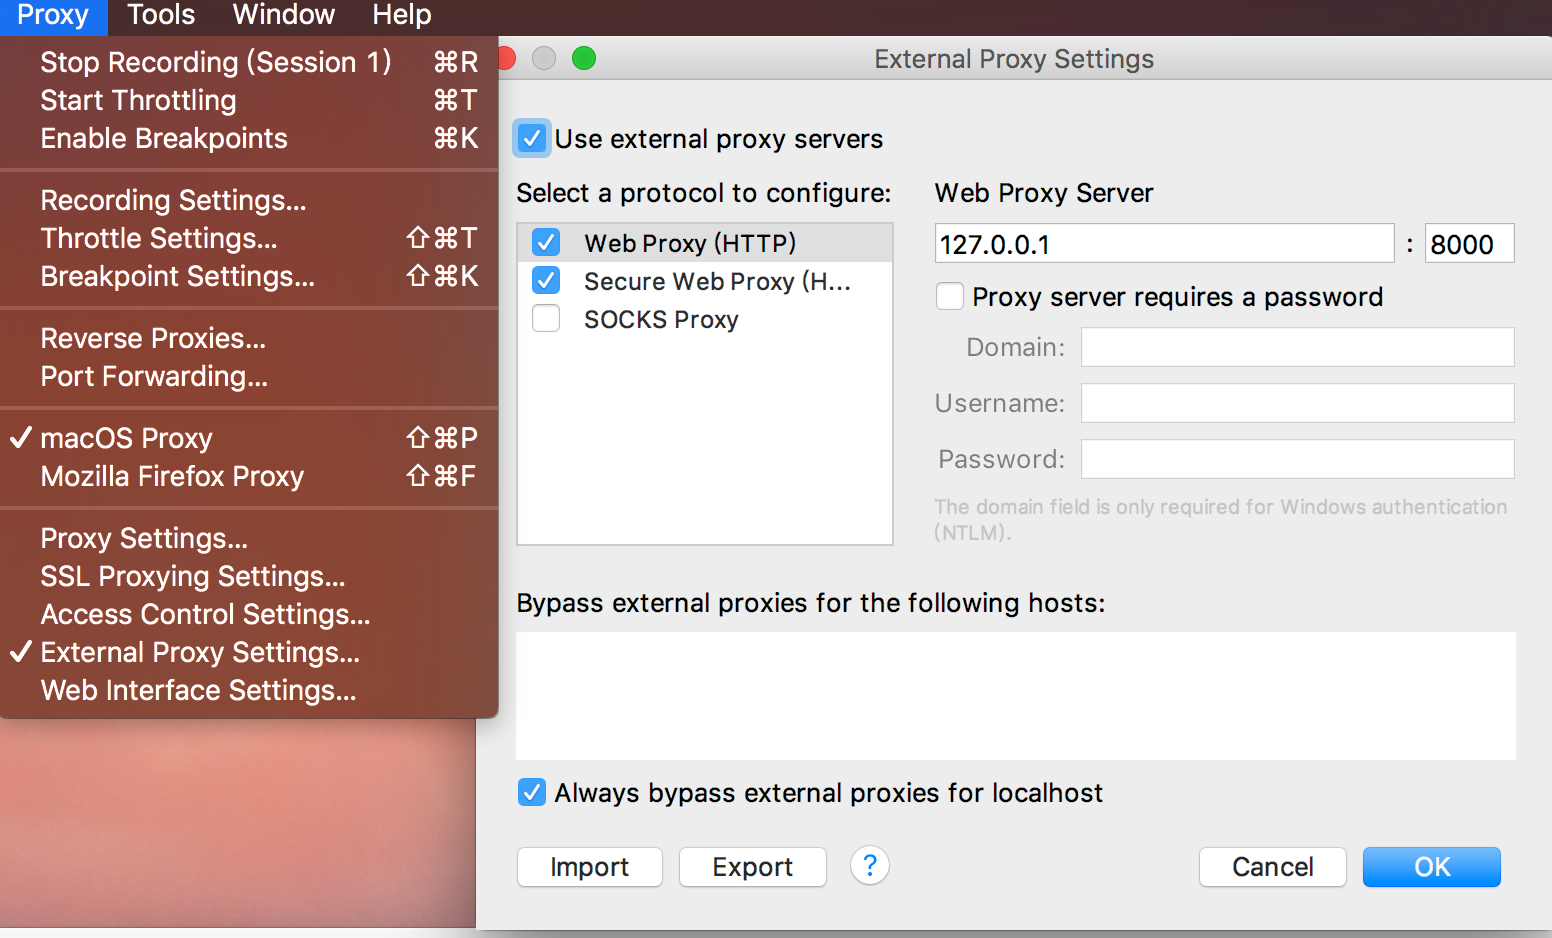 Proxy Tools Window Help
Stop Recording (Session 1) ⌘R
Start Throttling ⌘T
Enable Breakpoints ⌘K
Recording Settings...
Throttle Settings... ⇧⌘T
Breakpoint Settings... ⇧⌘K
Reverse Proxies...
Port Forwarding...
✓ macOS Proxy ⇧⌘P
Mozilla Firefox Proxy ⇧⌘F
Proxy Settings...
SSL Proxying Settings...
Access Control Settings...
✓ External Proxy Settings...
Web Interface Settings...
External Proxy Settings
Use external proxy servers
Select a protocol to configure:
Web Proxy (HTTP)
Secure Web Proxy (H...
SOCKS Proxy
Web Proxy Server
127.0.0.1 : 8000
Proxy server requires a password
Domain:
Username:
Password:
The domain field is only required for Windows authentication
(NTLM).
Bypass external proxies for the following hosts:
Always bypass external proxies for localhost
Import Export ? Cancel OK